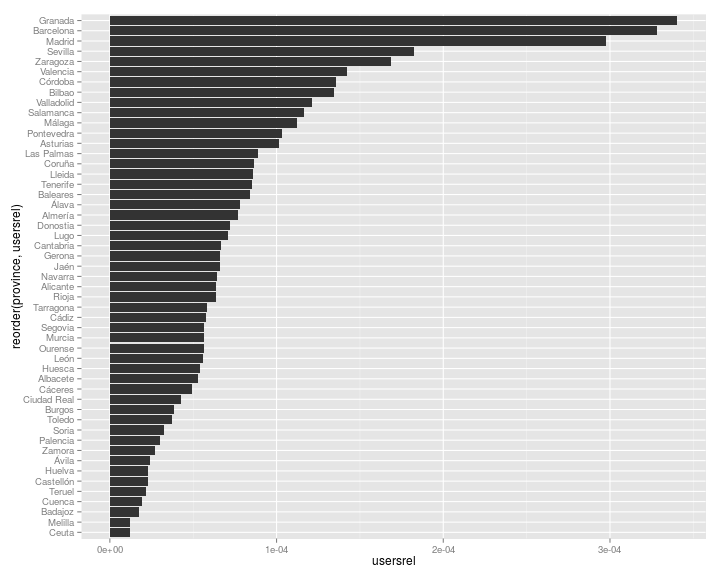 Granada
Barcelona
Madrid
Sevilla
Zaragoza
Valencia
Córdoba
Bilbao
Valladolid
Salamanca
Málaga
Pontevedra
Asturias
Las Palmas
Coruña
Lleida
Tenerife
Baleares
Álava
Almería
Donostia
Lugo
Cantabria
Gerona
Jaén
Navarra
Alicante
Rioja
Tarragona
Cádiz
Segovia
Murcia
Ourense
León
Huesca
Albacete
Cáceres
Ciudad Real
Burgos
Toledo
Soria
Palencia
Zamora
Ávila
Huelva
Castellón
Teruel
Cuenca
Badajoz
Melilla
Ceuta
reorder(province, usersrel)
0e+00 1e-04 2e-04 3e-04
usersrel